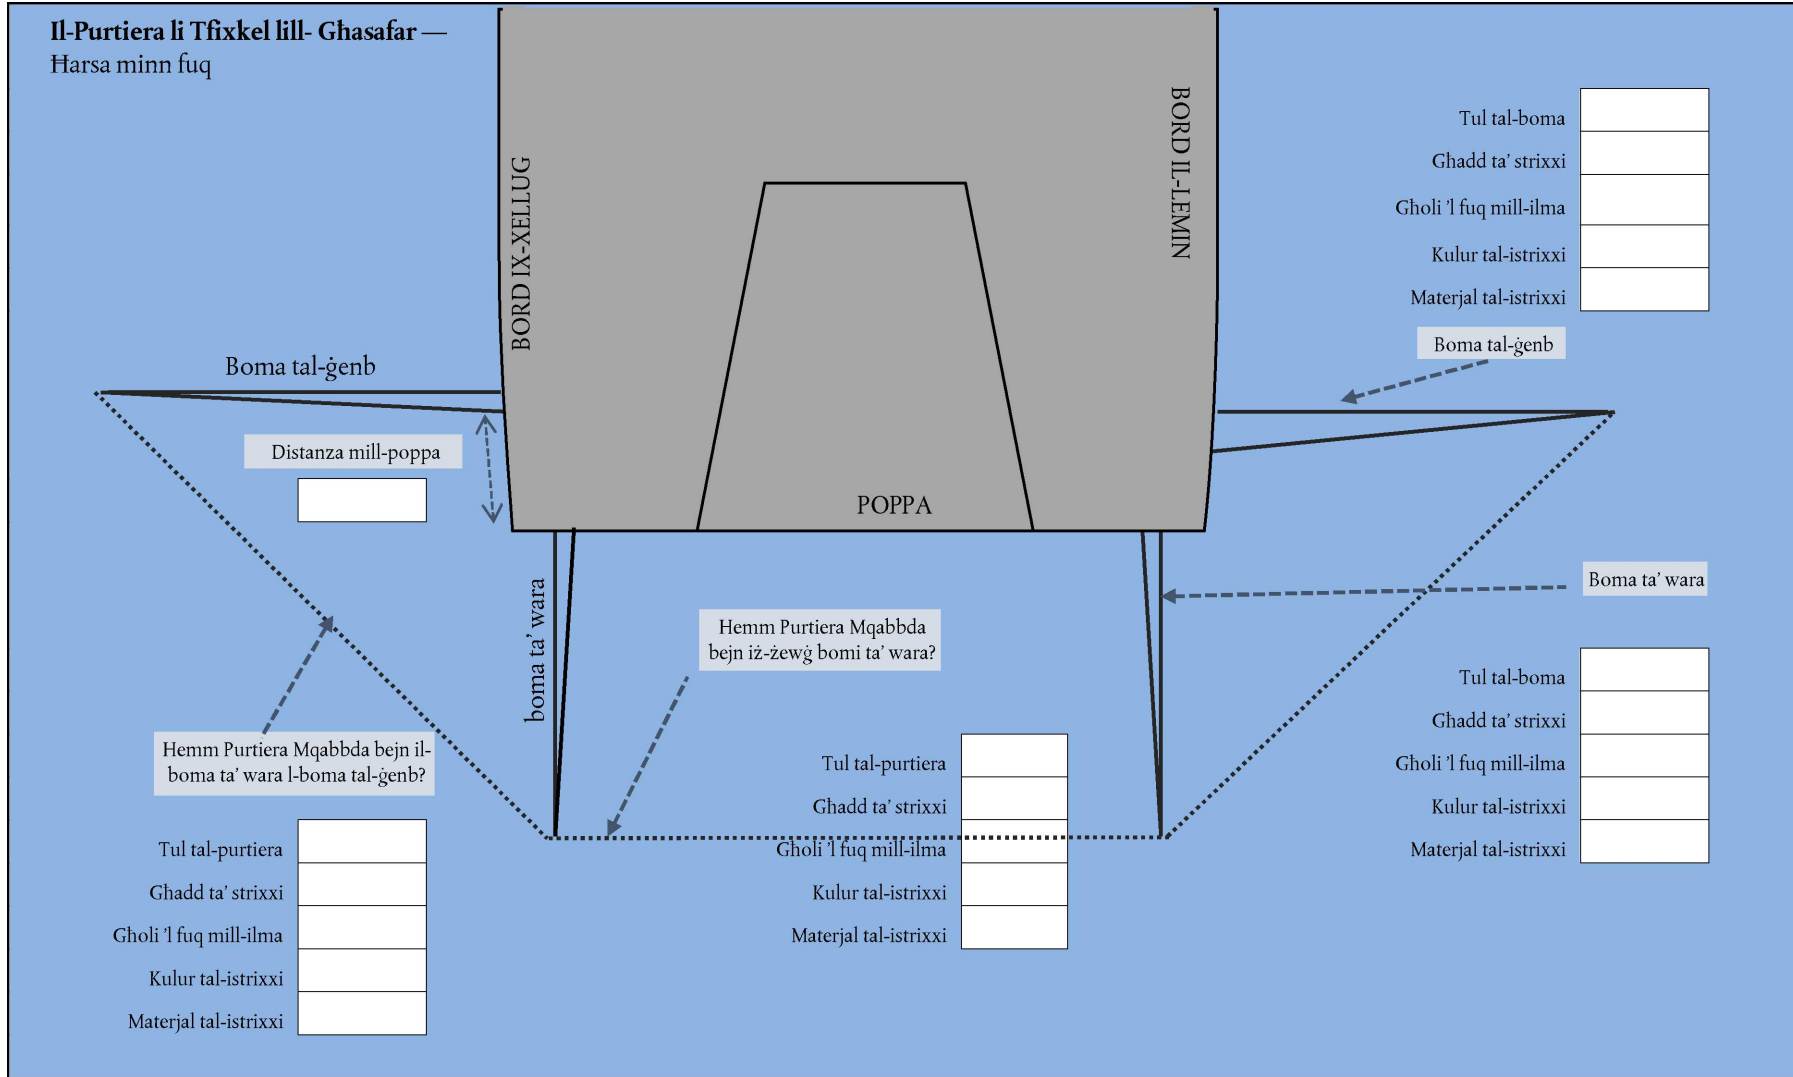 Il-Purtiera li Tfixkel lill- Għasafar —
Ħarsa minn fuq
BORD IX-XELLUG
BORD IL-LEMIN
POPPA
Tul tal-boma
Għadd ta’ strixxi
Għoli ’l fuq mill-ilma
Kulur tal-istrixxi
Materjal tal-istrixxi
Boma tal-ġenb
Boma tal-ġenb
Distanza mill-poppa
boma ta’ wara
Hemm Purtiera Mqabbda
bejn iż-żewġ bomi ta’ wara?
Boma ta’ wara
Hemm Purtiera Mqabbda bejn il-
boma ta’ wara l-boma tal-ġenb?
Tul tal-purtiera
Għadd ta’ strixxi
Għoli ’l fuq mill-ilma
Kulur tal-istrixxi
Materjal tal-istrixxi
Tul tal-purtiera
Għadd ta’ strixxi
Għoli ’l fuq mill-ilma
Kulur tal-istrixxi
Materjal tal-istrixxi
Tul tal-boma
Għadd ta’ strixxi
Għoli ’l fuq mill-ilma
Kulur tal-istrixxi
Materjal tal-istrixxi